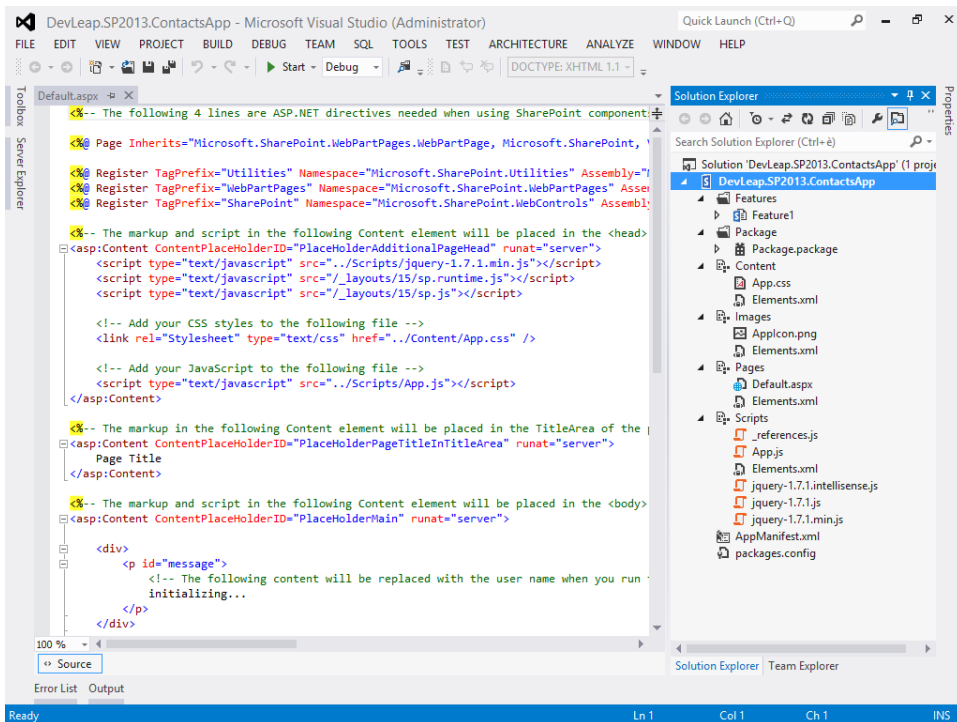 DevLeap.SP2013.ContactsApp - Microsoft Visual Studio (Administrator)
Quick Launch (Ctrl+Q)
FILE EDIT VIEW PROJECT BUILD DEBUG TEAM SQL TOOLS TEST ARCHITECTURE ANALYZE WINDOW HELP
Start Debug DOCTYPE: XHTML 1.1
Toolbox
Server Explorer
Default.aspx
<%-- The following 4 lines are ASP.NET directives needed when using SharePoint component
<%@ Page Inherits="Microsoft.SharePoint.WebPartPages.WebPartPage, Microsoft.SharePoint,
<%@ Register TagPrefix="Utilities" Namespace="Microsoft.SharePoint.Utilities" Assembly="
<%@ Register TagPrefix="WebPartPages" Namespace="Microsoft.SharePoint.WebPartPages" Asse
<%@ Register TagPrefix="SharePoint" Namespace="Microsoft.SharePoint.WebControls" Assembly
<%-- The markup and script in the following Content element will be placed in the <head>
<asp:Content ContentPlaceHolderID="PlaceHolderAdditionalPageHead" runat="server">
<script type="text/javascript" src="../Scripts/jquery-1.7.1.min.js"></script>
<script type="text/javascript" src="/_layouts/15/sp.runtime.js"></script>
<script type="text/javascript" src="/_layouts/15/sp.js"></script>
<!-- Add your CSS styles to the following file -->
<link rel="Stylesheet" type="text/css" href="../Content/App.css" />
<!-- Add your JavaScript to the following file -->
<script type="text/javascript" src="../Scripts/App.js"></script>
</asp:Content>
<%-- The markup in the following Content element will be placed in the TitleArea of the
<asp:Content ContentPlaceHolderID="PlaceHolderPageTitleInTitleArea" runat="server">
Page Title
</asp:Content>
<%-- The markup and script in the following Content element will be placed in the <body>
<asp:Content ContentPlaceHolderID="PlaceHolderMain" runat="server">
<div>
<p id="message">
<!-- The following content will be replaced with the user name when you run
initializing...
</p>
</div>
100 %
Source
Error List Output
Solution Explorer
Search Solution Explorer (Ctrl+è)
Solution 'DevLeap.SP2013.ContactsApp' (1 proje
DevLeap.SP2013.ContactsApp
Features
Feature1
Package
Package.package
Content
App.css
Elements.xml
Images
AppIcon.png
Elements.xml
Pages
Default.aspx
Elements.xml
Scripts
_references.js
App.js
Elements.xml
jquery-1.7.1.intellisense.js
jquery-1.7.1.js
jquery-1.7.1.min.js
AppManifest.xml
packages.config
Solution Explorer Team Explorer
Properties
Ready Ln 1 Col 1 Ch 1 INS